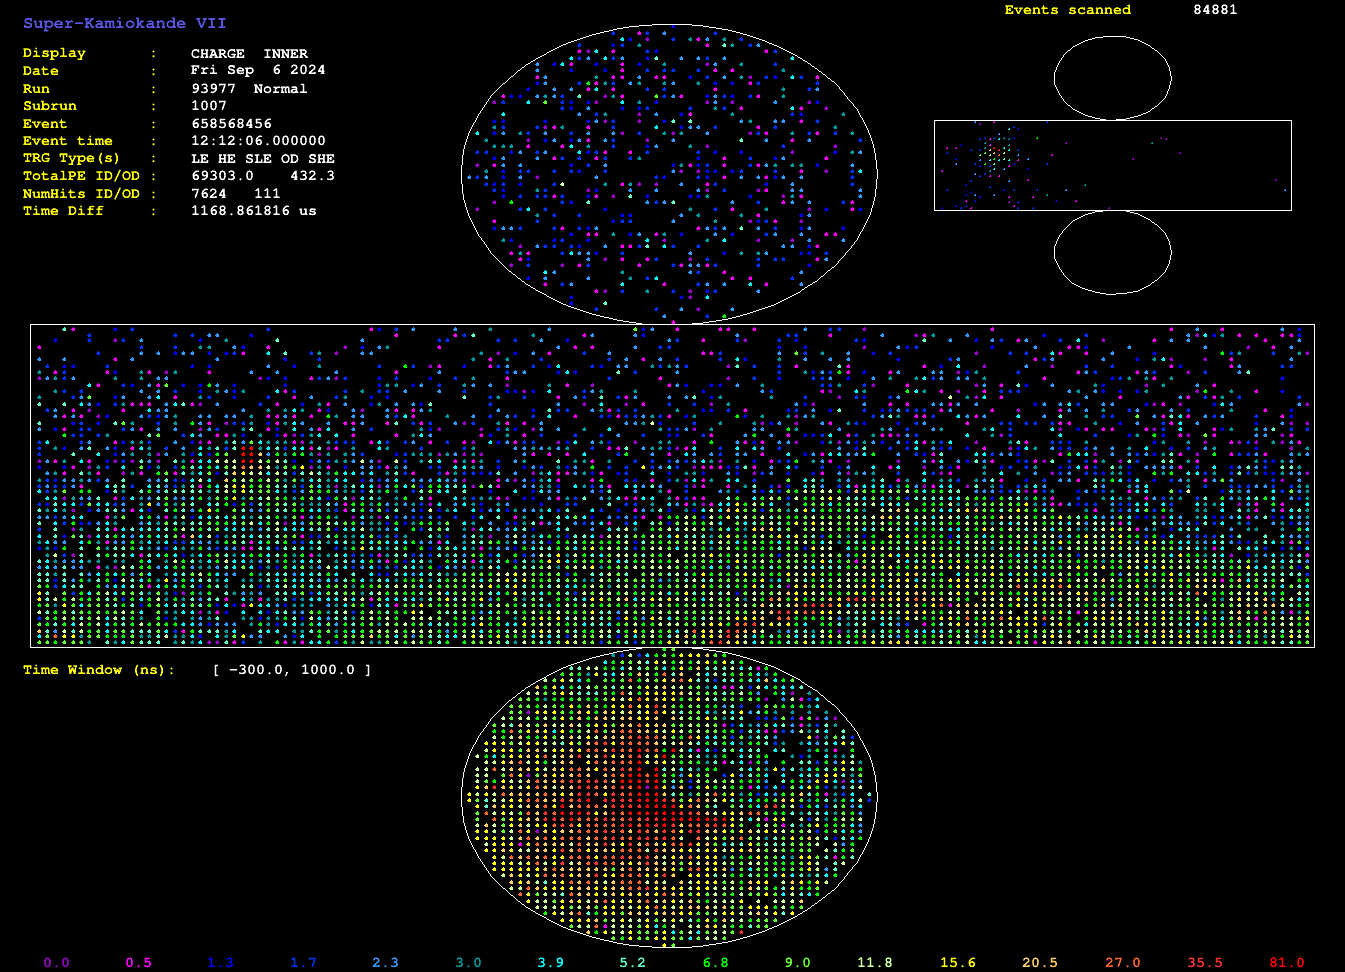 Super-Kamiokande VII
Events scanned 84881
Display : CHARGE INNER
Date : Fri Sep 6 2024
Run : 93977 Normal
Subrun : 1007
Event : 658568456
Event time : 12:12:06.000000
TRG Type(s) : LE HE SLE OD SHE
TotalPE ID/OD : 69303.0 432.3
NumHits ID/OD : 7624 111
Time Diff : 1168.861816 us
Time Window (ns): [ -300.0, 1000.0 ]
0.0 0.5 1.3 1.7 2.3 3.0 3.9 5.2 6.8 9.0 11.8 15.6 20.5 27.0 35.5 81.0